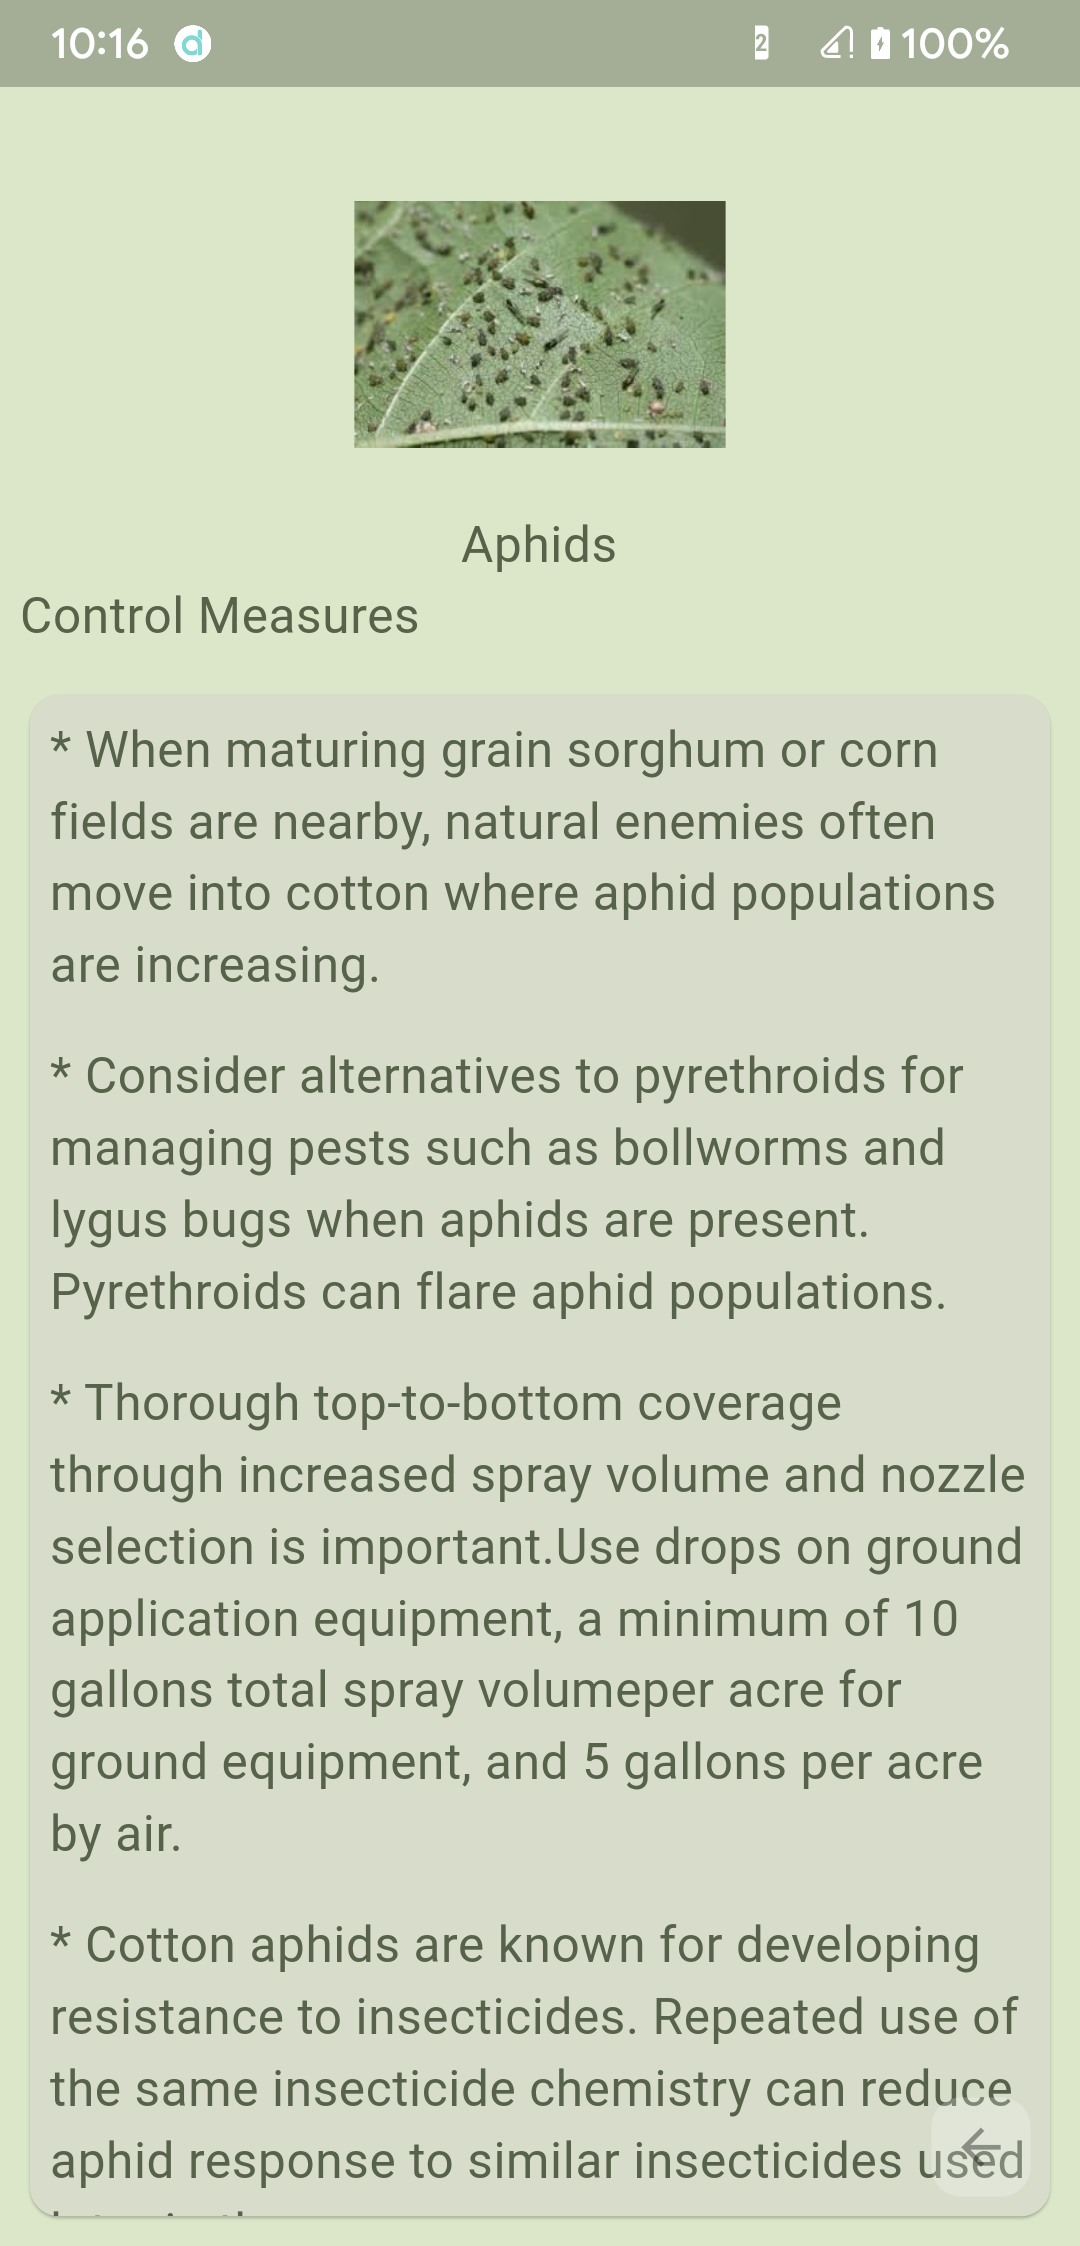 10:16
2
100%
Aphids
Control Measures
* When maturing grain sorghum or corn
fields are nearby, natural enemies often
move into cotton where aphid populations
are increasing.
* Consider alternatives to pyrethroids for
managing pests such as bollworms and
lygus bugs when aphids are present.
Pyrethroids can flare aphid populations.
* Thorough top-to-bottom coverage
through increased spray volume and nozzle
selection is important.Use drops on ground
application equipment, a minimum of 10
gallons total spray volumeper acre for
ground equipment, and 5 gallons per acre
by air.
* Cotton aphids are known for developing
resistance to insecticides. Repeated use of
the same insecticide chemistry can reduce
aphid response to similar insecticides used